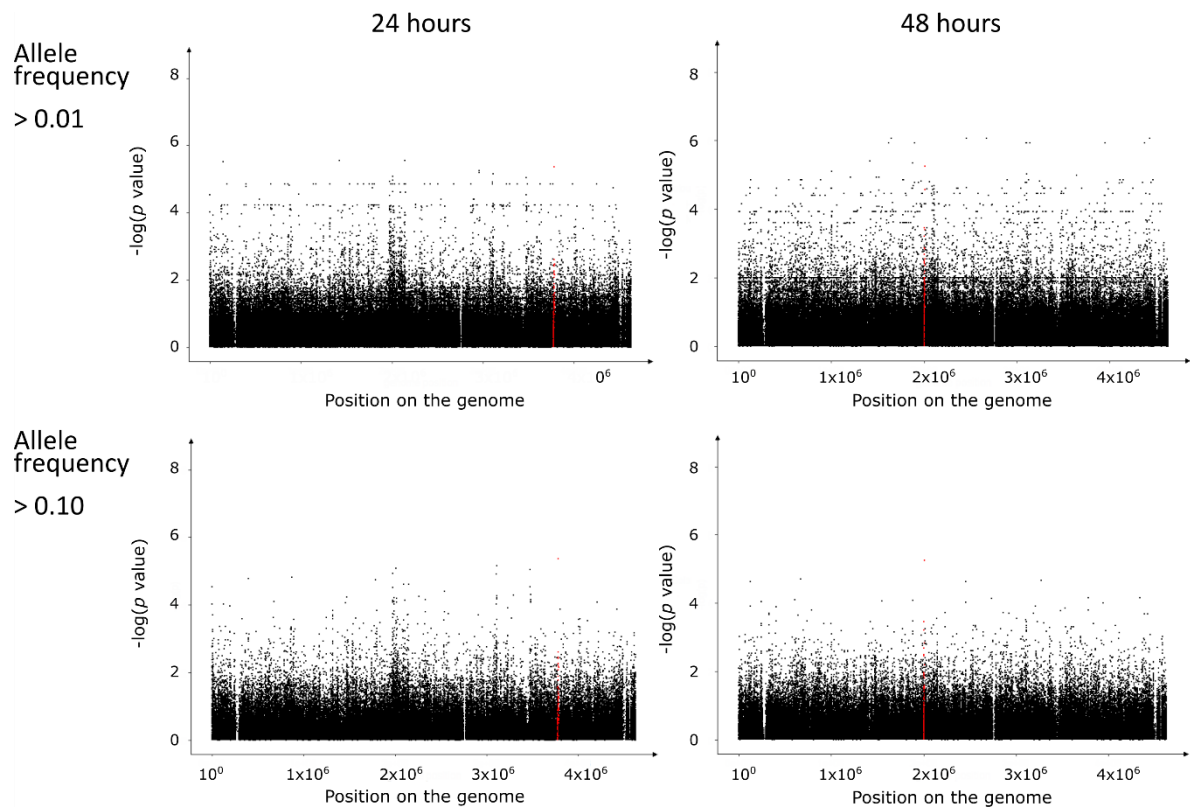 24 hours
48 hours
Allele
frequency
> 0.01
8
6
4
2
0
-log(p value)
0⁶
Position on the genome
8
6
4
2
0
-log(p value)
10⁰ 1x10⁶ 2x10⁶ 3x10⁶ 4x10⁶
Position on the genome
Allele
frequency
> 0.10
8
6
4
2
0
-log(p value)
10⁰ 1x10⁶ 2x10⁶ 3x10⁶ 4x10⁶
Position on the genome
8
6
4
2
0
-log(p value)
10⁰ 1x10⁶ 2x10⁶ 3x10⁶ 4x10⁶
Position on the genome